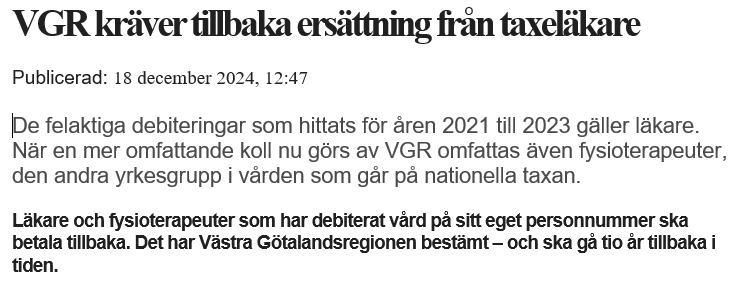 VGR kräver tillbaka ersättning från taxeläkare
Publicerad: 18 december 2024, 12:47
De felaktiga debiteringar som hittats för åren 2021 till 2023 gäller läkare.
När en mer omfattande koll nu görs av VGR omfattas även fysioterapeuter,
den andra yrkesgrupp i vården som går på nationella taxan.
Läkare och fysioterapeuter som har debiterat vård på sitt eget personnummer ska
betala tillbaka. Det har Västra Götalandsregionen bestämt – och ska gå tio år tillbaka i
tiden.